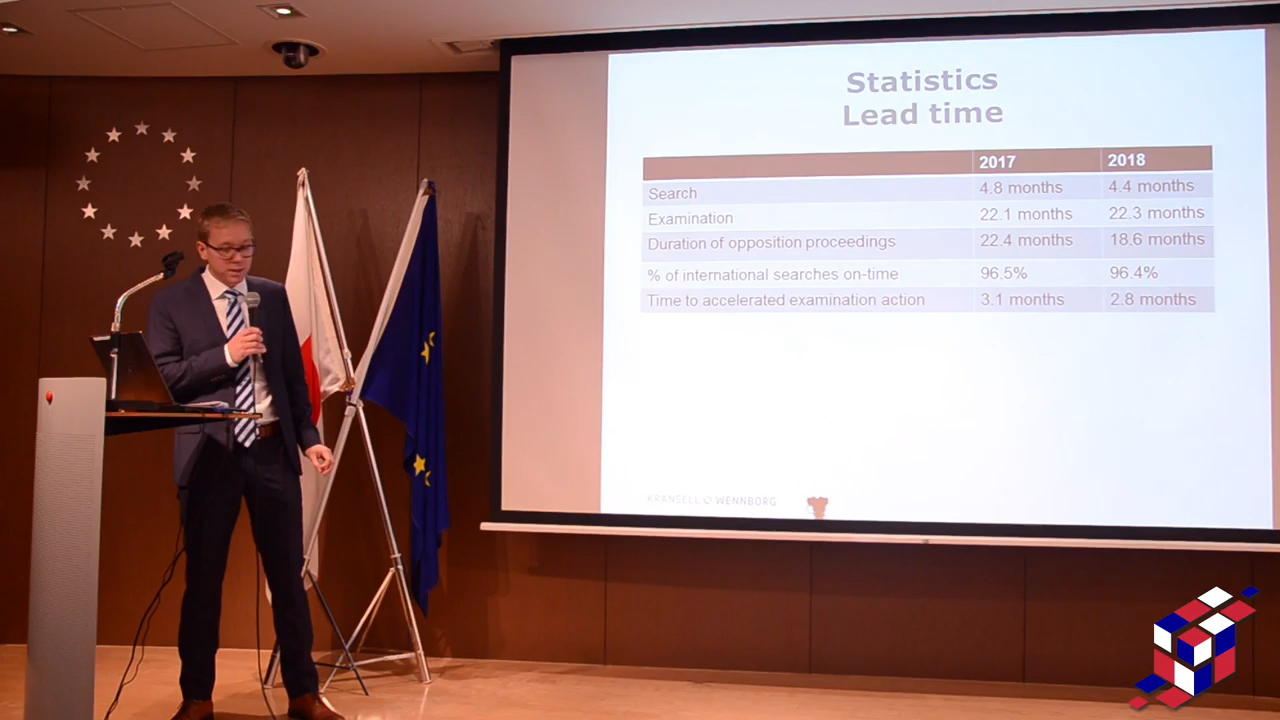 Statistics
Lead time
2017 2018
Search 4.8 months 4.4 months
Examination 22.1 months 22.3 months
Duration of opposition proceedings 22.4 months 18.6 months
% of international searches on-time 96.5% 96.4%
Time to accelerated examination action 3.1 months 2.8 months
KRANSELL & WENNBORG